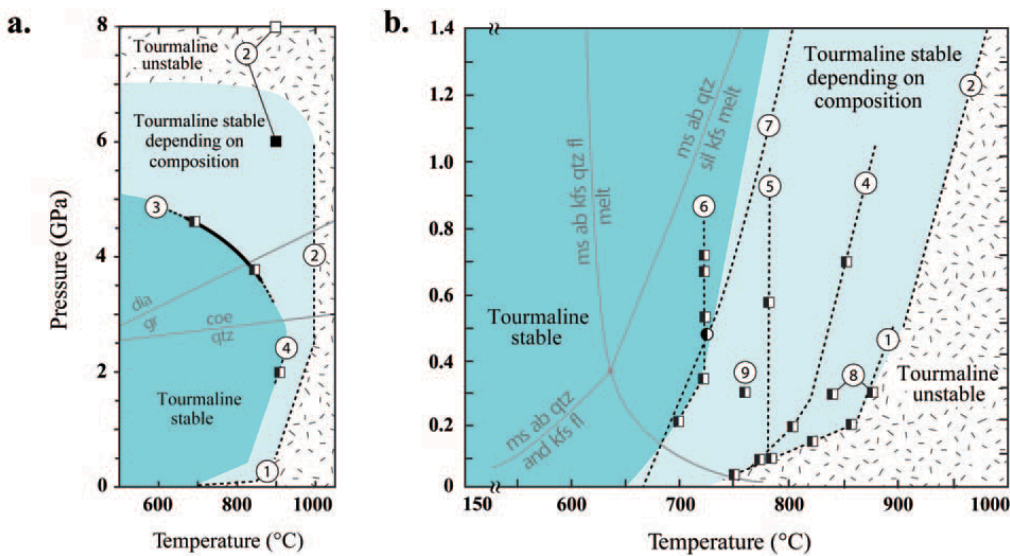 a.
8
6
4
2
0
Pressure (GPa)
600
800
1000
Temperature (°C)
Tourmaline
unstable
2
Tourmaline stable
depending on
composition
3
2
dia
gr
coe
qtz
4
Tourmaline
stable
1
b.
1.4
1.2
1.0
0.8
0.6
0.4
0.2
0
150
600
700
800
900
1000
Temperature (°C)
Tourmaline stable
depending on
composition
2
7
ms ab qtz
sil kfs melt
ms ab kfs qtz fl
melt
5
4
6
Tourmaline
stable
1
9
8
Tourmaline
unstable
ms ab qtz
and kfs fl